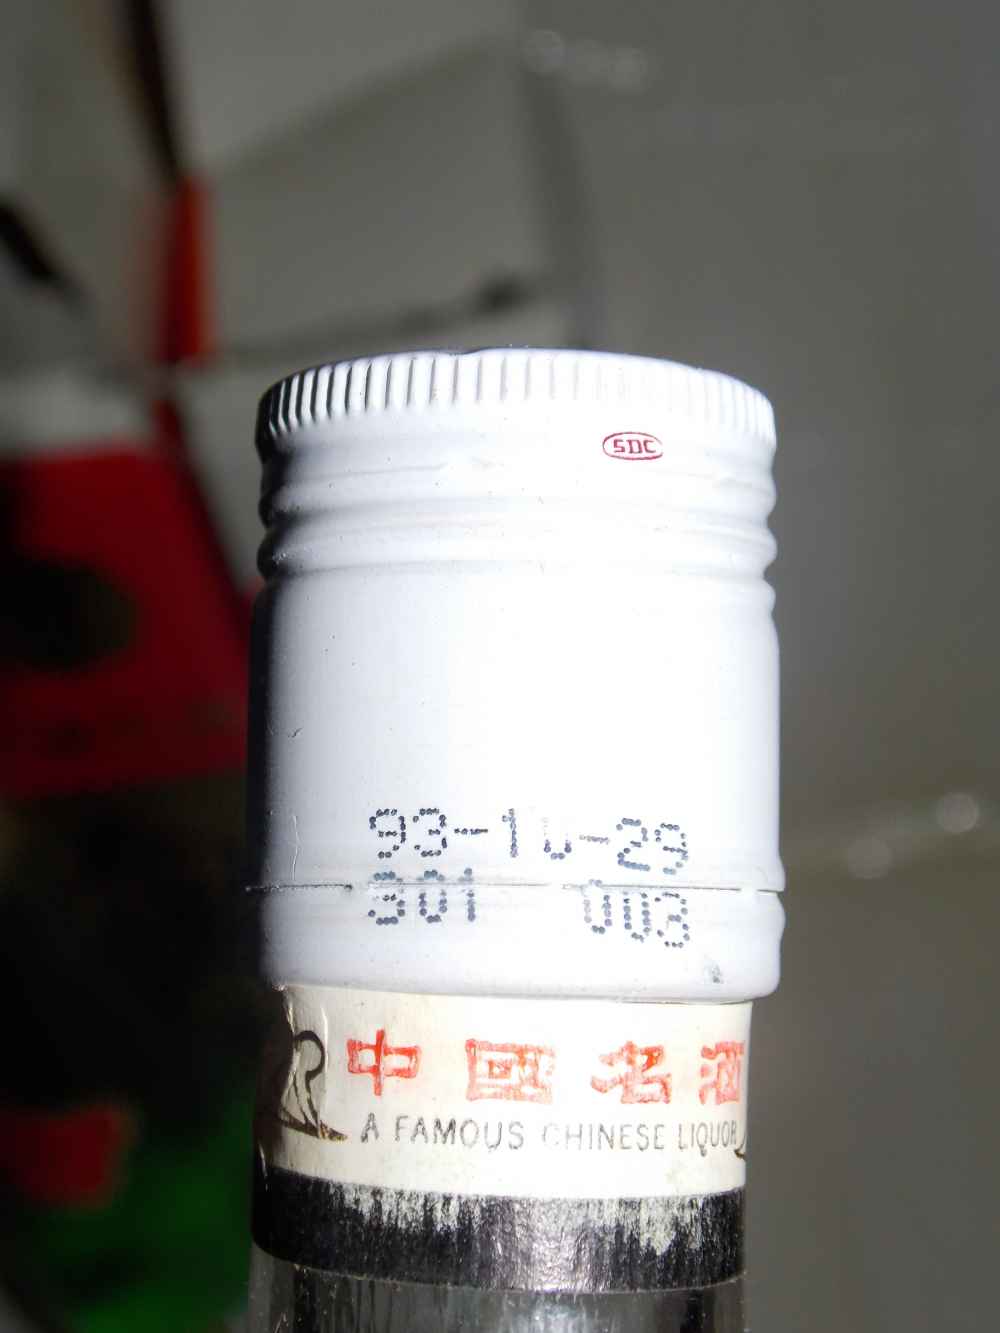 SDC
93-10-29
301 003
中國名酒
A FAMOUS CHINESE LIQUOR